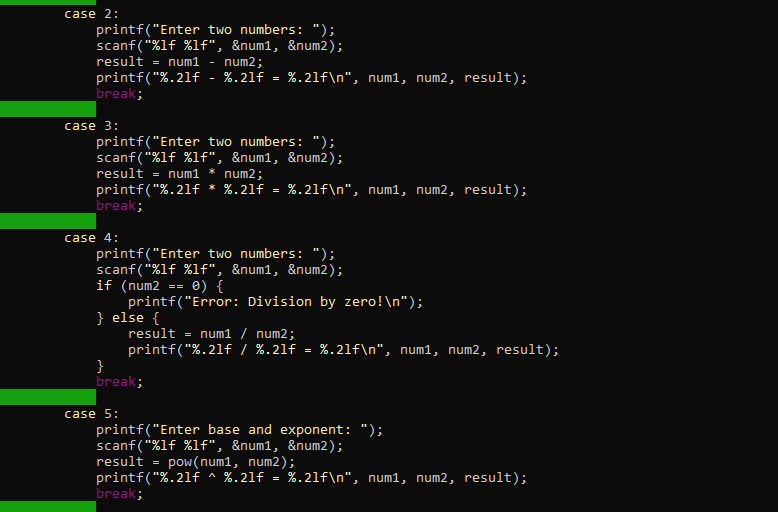 case 2:
printf("Enter two numbers: ");
scanf("%lf %lf", &num1, &num2);
result = num1 - num2;
printf("%.2lf - %.2lf = %.2lf\n", num1, num2, result);
break;
case 3:
printf("Enter two numbers: ");
scanf("%lf %lf", &num1, &num2);
result = num1 * num2;
printf("%.2lf * %.2lf = %.2lf\n", num1, num2, result);
break;
case 4:
printf("Enter two numbers: ");
scanf("%lf %lf", &num1, &num2);
if (num2 == 0) {
printf("Error: Division by zero!\n");
} else {
result = num1 / num2;
printf("%.2lf / %.2lf = %.2lf\n", num1, num2, result);
}
break;
case 5:
printf("Enter base and exponent: ");
scanf("%lf %lf", &num1, &num2);
result = pow(num1, num2);
printf("%.2lf ^ %.2lf = %.2lf\n", num1, num2, result);
break;